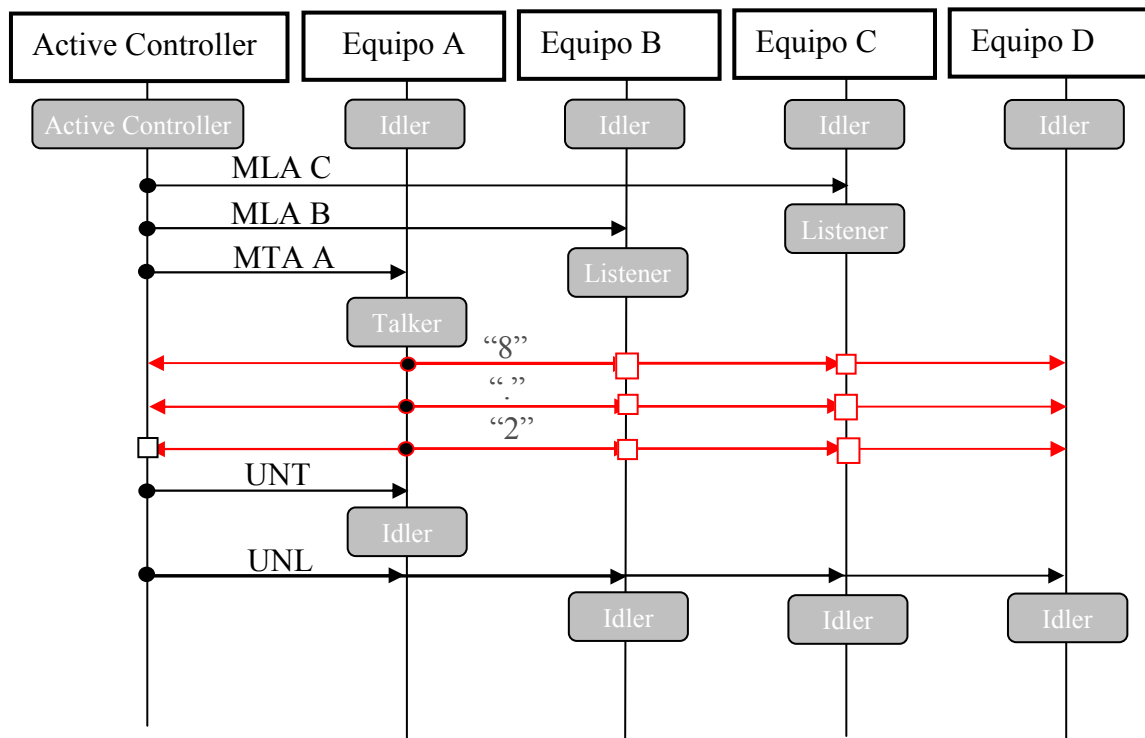 Active Controller
Equipo A
Equipo B
Equipo C
Equipo D
Active Controller
Idler
Idler
Idler
Idler
MLA C
MLA B
Listener
MTA A
Listener
Talker
“8”
“.”
“2”
UNT
Idler
UNL
Idler
Idler
Idler